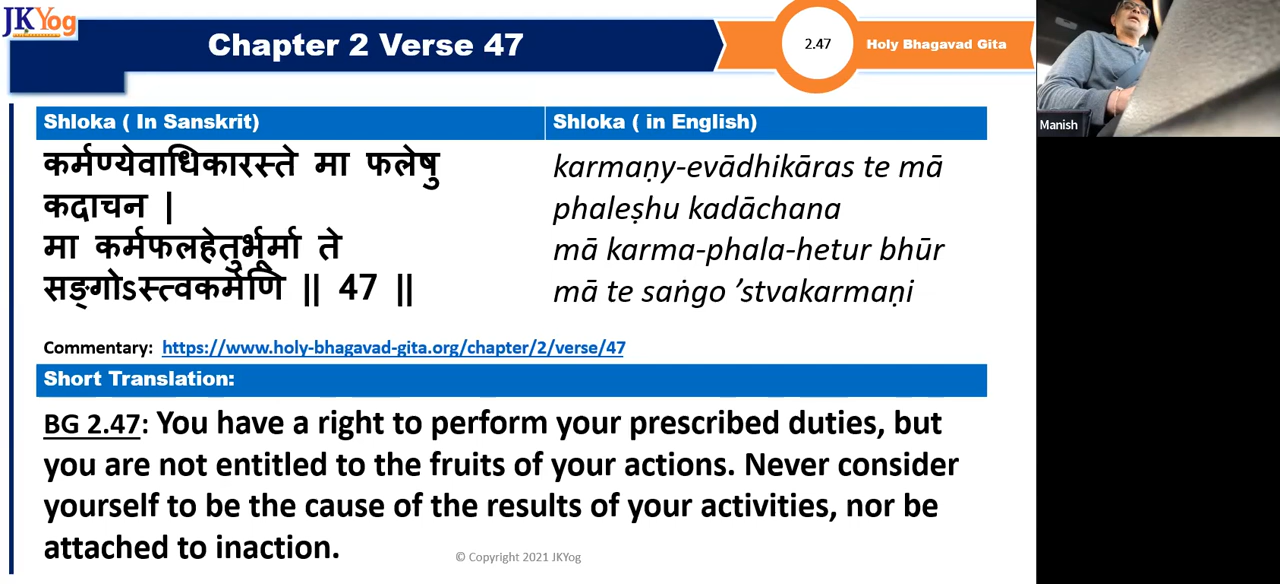 JKYog
Chapter 2 Verse 47
2.47
Holy Bhagavad Gita
Manish
Shloka ( In Sanskrit)
Shloka ( in English)
कर्मण्येवाधिकारस्ते मा फलेषु
कदाचन |
मा कर्मफलहेतुर्भूर्मा ते
सङ्गोऽस्त्वकर्मणि || 47 ||
karmaṇy-evādhikāras te mā
phaleṣhu kadāchana
mā karma-phala-hetur bhūr
mā te saṅgo ’stvakarmaṇi
Commentary: https://www.holy-bhagavad-gita.org/chapter/2/verse/47
Short Translation:
BG 2.47: You have a right to perform your prescribed duties, but
you are not entitled to the fruits of your actions. Never consider
yourself to be the cause of the results of your activities, nor be
attached to inaction.
© Copyright 2021 JKYog